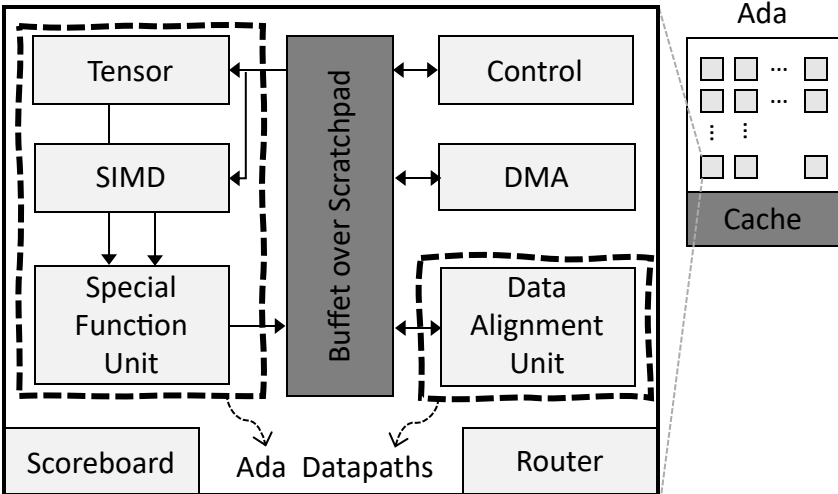 Ada
Tensor
Control
SIMD
DMA
Buffet over Scratchpad
Special
Function
Unit
Data
Alignment
Unit
Cache
Scoreboard
Ada Datapaths
Router